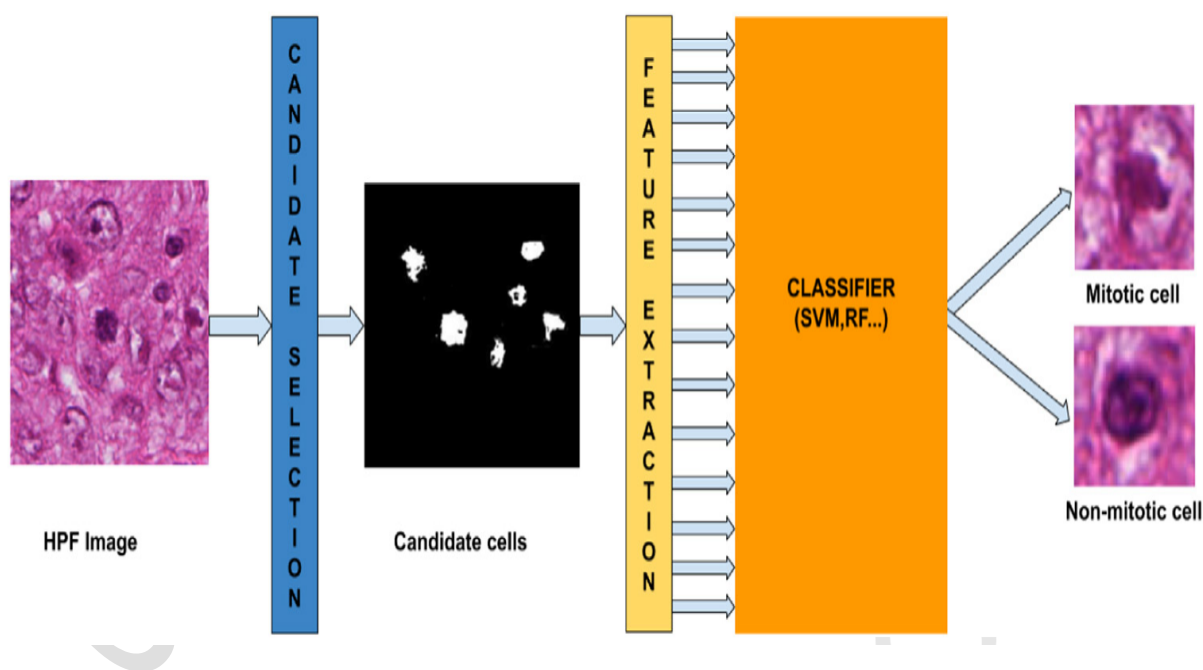 HPF Image
CANDIDATE SELECTION
Candidate cells
FEATURE EXTRACTION
CLASSIFIER
(SVM,RF...)
Mitotic cell
Non-mitotic cell